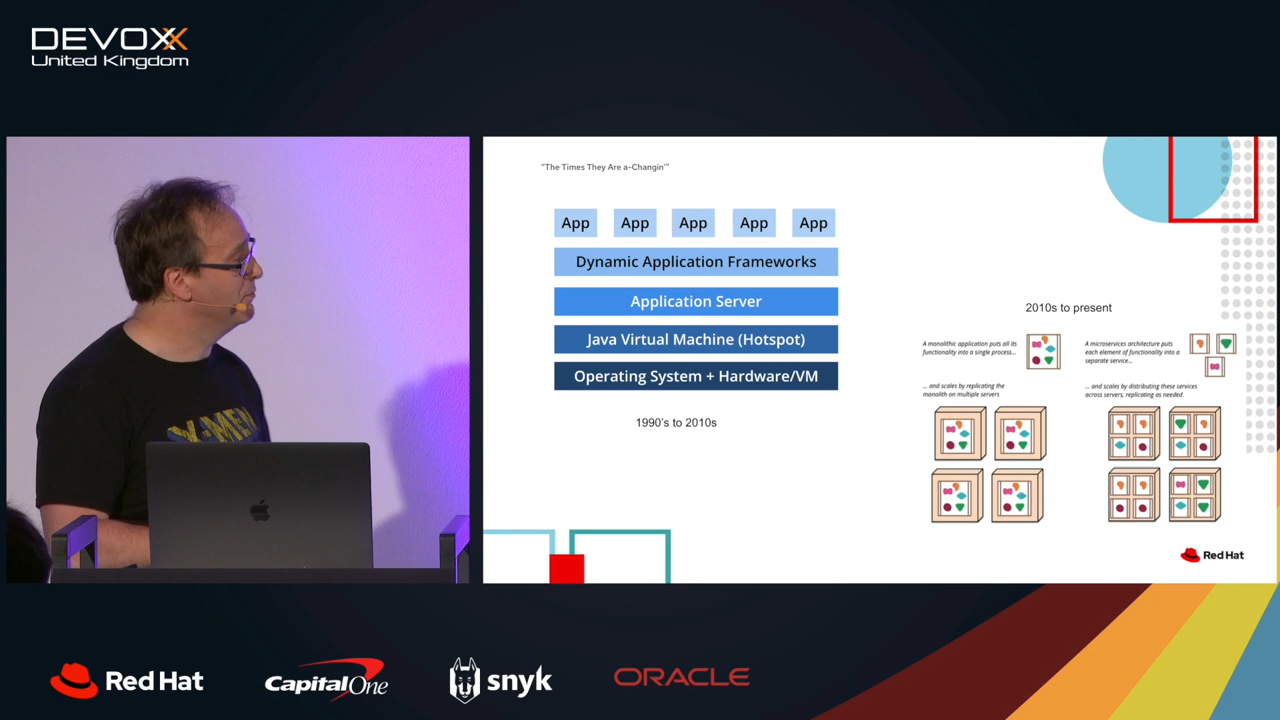 DEVOXX
United Kingdom
"The Times They Are a-Changin'"
App App App App App
Dynamic Application Frameworks
Application Server
Java Virtual Machine (Hotspot)
Operating System + Hardware/VM
1990's to 2010s
2010s to present
A monolithic application puts all its
functionality into a single process...
... and scales by replicating the
monolith on multiple servers
A microservices architecture puts
each element of functionality into a
separate service...
... and scales by distributing these services
across servers, replicating as needed.
Red Hat
X-MEN
Red Hat
CapitalOne
snyk
ORACLE